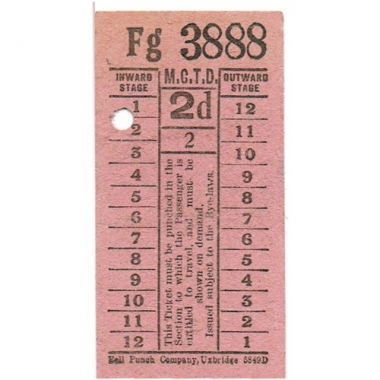 Fg 3888
INWARD STAGE M.C.T.D. OUTWARD STAGE
1 2d 12
2 11
3 2 10
4 9
5 8
6 7
7 6
8 5
9 4
10 3
11 2
12 1
This Ticket must be punched in the
Section to which the Passenger is
entitled to travel, and must be
shown on demand.
Issued subject to the Bye-laws.
Bell Punch Company, Uxbridge 5849D